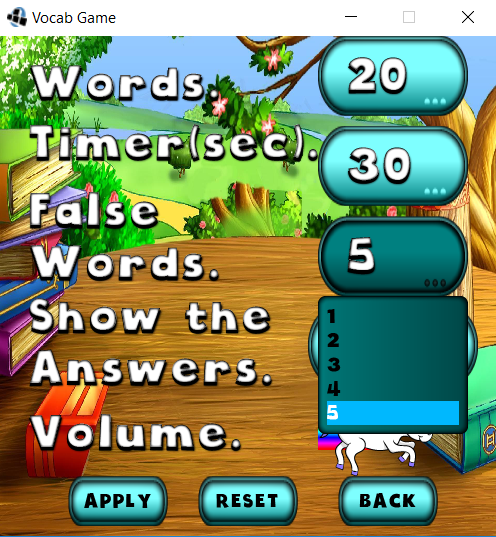 Vocab Game
Words. 20
Timer(sec). 30
False
Words. 5
Show the
Answers.
1
2
3
4
5
Volume.
APPLY RESET BACK